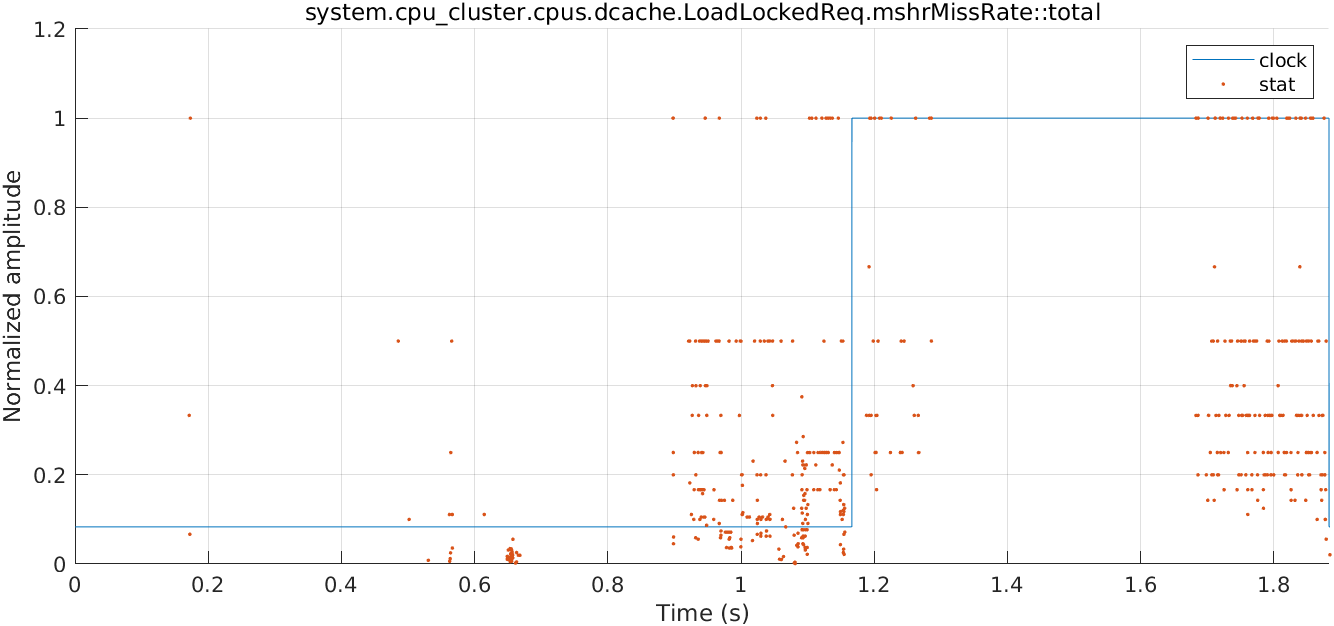 system.cpu_cluster.cpus.dcache.LoadLockedReq.mshrMissRate::total
1.2
1
0.8
0.6
0.4
0.2
0
Normalized amplitude
clock
stat
0 0.2 0.4 0.6 0.8 1 1.2 1.4 1.6 1.8
Time (s)